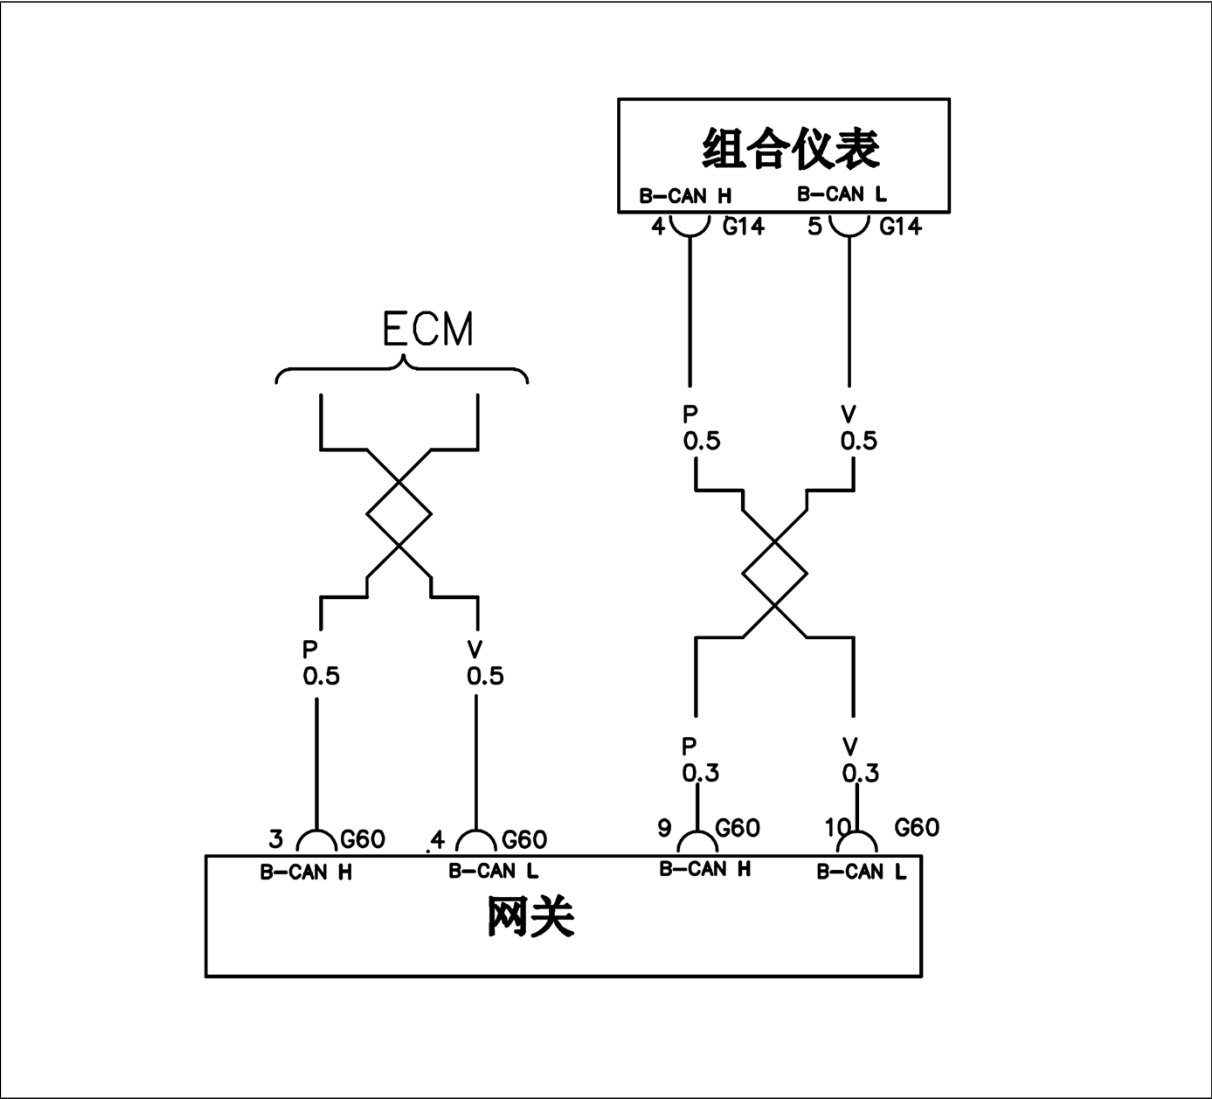 组合仪表
B-CAN H B-CAN L
4 G14 5 G14
ECM
P V
0.5 0.5
P V
0.5 0.5
P V
0.3 0.3
3 G60 .4 G60 9 G60 10 G60
B-CAN H B-CAN L B-CAN H B-CAN L
网关